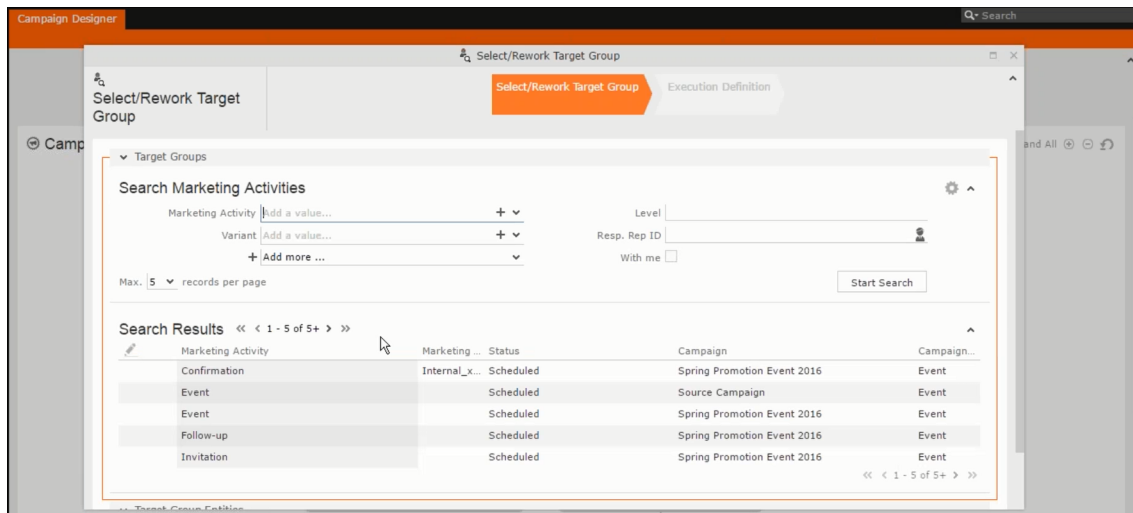 Campaign Designer
Search
Select/Rework Target Group
Select/Rework Target Group
Select/Rework Target Group
Execution Definition
Camp
and All
Target Groups
Search Marketing Activities
Marketing Activity Add a value...
Level
Variant Add a value...
Resp. Rep ID
Add more ...
With me
Max. 5 records per page
Start Search
Search Results 1 - 5 of 5+
Marketing Activity Marketing ... Status Campaign Campaign...
Confirmation Internal_x... Scheduled Spring Promotion Event 2016 Event
Event Scheduled Source Campaign Event
Event Scheduled Spring Promotion Event 2016 Event
Follow-up Scheduled Spring Promotion Event 2016 Event
Invitation Scheduled Spring Promotion Event 2016 Event
1 - 5 of 5+
Target Group Entities